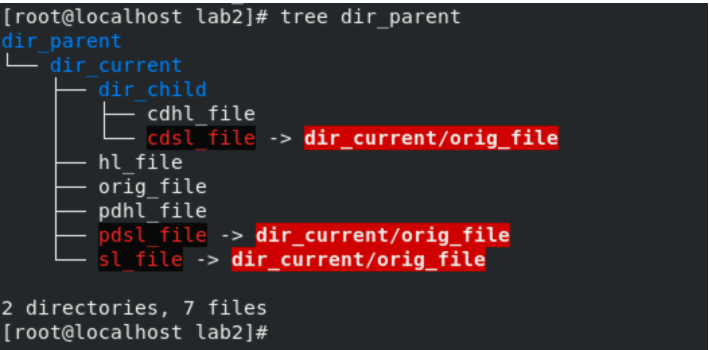 [root@localhost lab2]# tree dir_parent
dir_parent
└── dir_current
    ├── dir_child
    │   ├── cdhl_file
    │   └── cdsl_file -> dir_current/orig_file
    ├── hl_file
    ├── orig_file
    ├── pdhl_file
    ├── pdsl_file -> dir_current/orig_file
    └── sl_file -> dir_current/orig_file
2 directories, 7 files
[root@localhost lab2]#